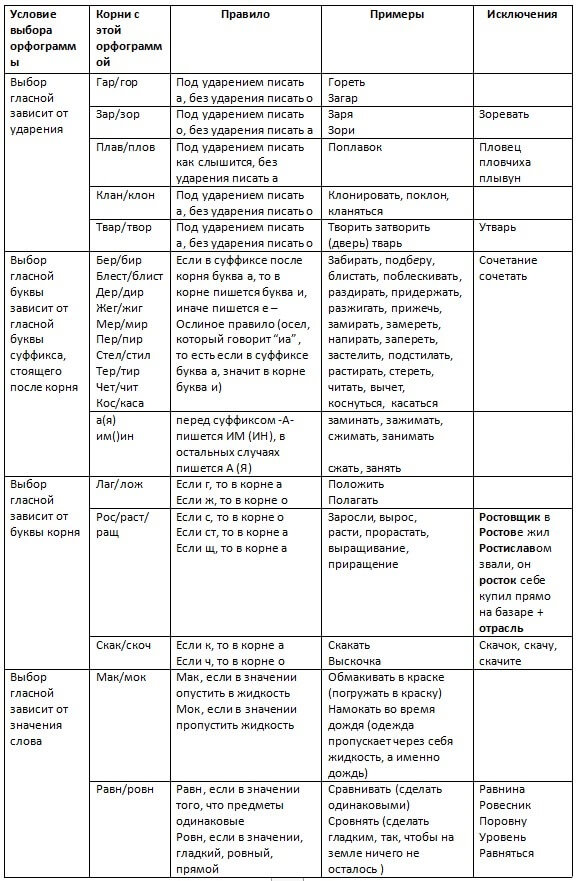 Условие
выбора
орфограмм
ы
Корни с
этой
орфограмм
ой
Правило
Примеры
Исключения
Выбор
гласной
зависит от
ударения
Гар/гор
Под ударением писать
а, без ударения писать о
Гореть
Загар
Зар/зор
Под ударением писать
о, без ударения писать а
Заря
Зори
Зоревать
Плав/плов
Под ударением писать
как слышится, без
ударения писать а
Поплавок
Пловец
пловчиха
плывун
Клан/клон
Под ударением писать
а, без ударения писать о
Клонировать, поклон,
кланяться
Твар/твор
Под ударением писать
а, без ударения писать о
Творить затворить
(дверь) тварь
Утварь
Выбор
гласной
буквы
зависит от
гласной
буквы
суффикса,
стоящего
после корня
Бер/бир
Блест/блист
Дер/дир
Жег/жиг
Мер/мир
Пер/пир
Стел/стил
Тер/тир
Чет/чит
Кос/каса
Если в суффиксе после
корня буква а, то в
корне пишется буква и,
иначе пишется е –
Ослиное правило (осел,
который говорит “иа” ,
то есть если в суффиксе
буква а, значит в корне
буква и)
Забирать, подберу,
блистать, поблескивать,
раздирать, придержать,
разжигать, прижечь,
замирать, замереть,
напирать, запереть,
застелить, подстилать,
растирать, стереть,
читать, вычет,
коснуться, касаться
Сочетание
сочетать
а(я)
им()ин
перед суффиксом -А-
пишется ИМ (ИН), в
остальных случаях
пишется А (Я)
заминать, зажимать,
сжимать, занимать
сжать, занять
Выбор
гласной
зависит от
буквы корня
Лаг/лож
Если г, то в корне а
Если ж, то в корне о
Положить
Полагать
Рос/раст/
ращ
Если с, то в корне о
Если ст, то в корне а
Если щ, то в корне а
Заросли, вырос,
расти, прорастать,
выращивание,
приращение
Ростовщик в
Ростове жил
Ростиславом
звали, он
росток себе
купил прямо
на базаре +
отрасль
Скак/скоч
Если к, то в корне а
Если ч, то в корне о
Скакать
Выскочка
Скачок, скачу,
скачите
Выбор
гласной
зависит от
значения
слова
Мак/мок
Мак, если в значении
опустить в жидкость
Мок, если в значении
пропустить жидкость
Обмакивать в краске
(погружать в краску)
Намокать во время
дождя (одежда
пропускает через себя
жидкость, а именно
дождь)
Равн/ровн
Равн, если в значении
того, что предметы
одинаковые
Ровн, если в значении,
гладкий, ровный,
прямой
Сравнивать (сделать
одинаковыми)
Сровнять (сделать
гладким, так, чтобы на
земле ничего не
осталось )
Равнина
Ровесник
Поровну
Уровень
Равняться